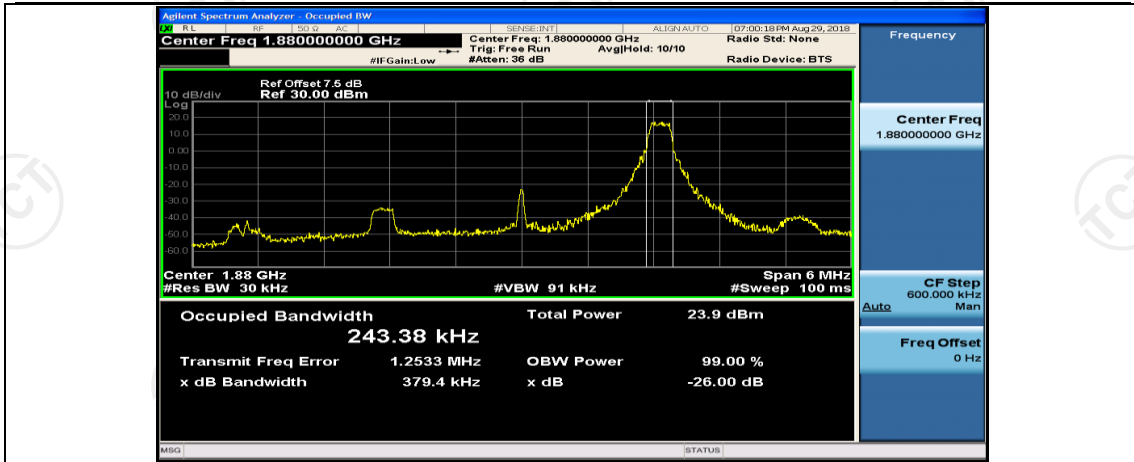 Agilent Spectrum Analyzer - Occupied BW
LXI RL RF 50 Ω AC SENSE:INT ALIGN AUTO 07:00:18 PM Aug 29, 2018
Center Freq 1.880000000 GHz
Center Freq: 1.880000000 GHz
Radio Std: None
Trig: Free Run Avg|Hold: 10/10
#IFGain:Low #Atten: 36 dB Radio Device: BTS
Ref Offset 7.5 dB
10 dB/div Ref 30.00 dBm
Log
20.0
10.0
0.00
-10.0
-20.0
-30.0
-40.0
-50.0
-60.0
Center 1.88 GHz Span 6 MHz
#Res BW 30 kHz #VBW 91 kHz #Sweep 100 ms
Occupied Bandwidth Total Power 23.9 dBm
243.38 kHz
Transmit Freq Error 1.2533 MHz OBW Power 99.00 %
x dB Bandwidth 379.4 kHz x dB -26.00 dB
MSG STATUS
Frequency
Center Freq
1.880000000 GHz
CF Step
600.000 kHz
Auto Man
Freq Offset
0 Hz
TCT
TCT